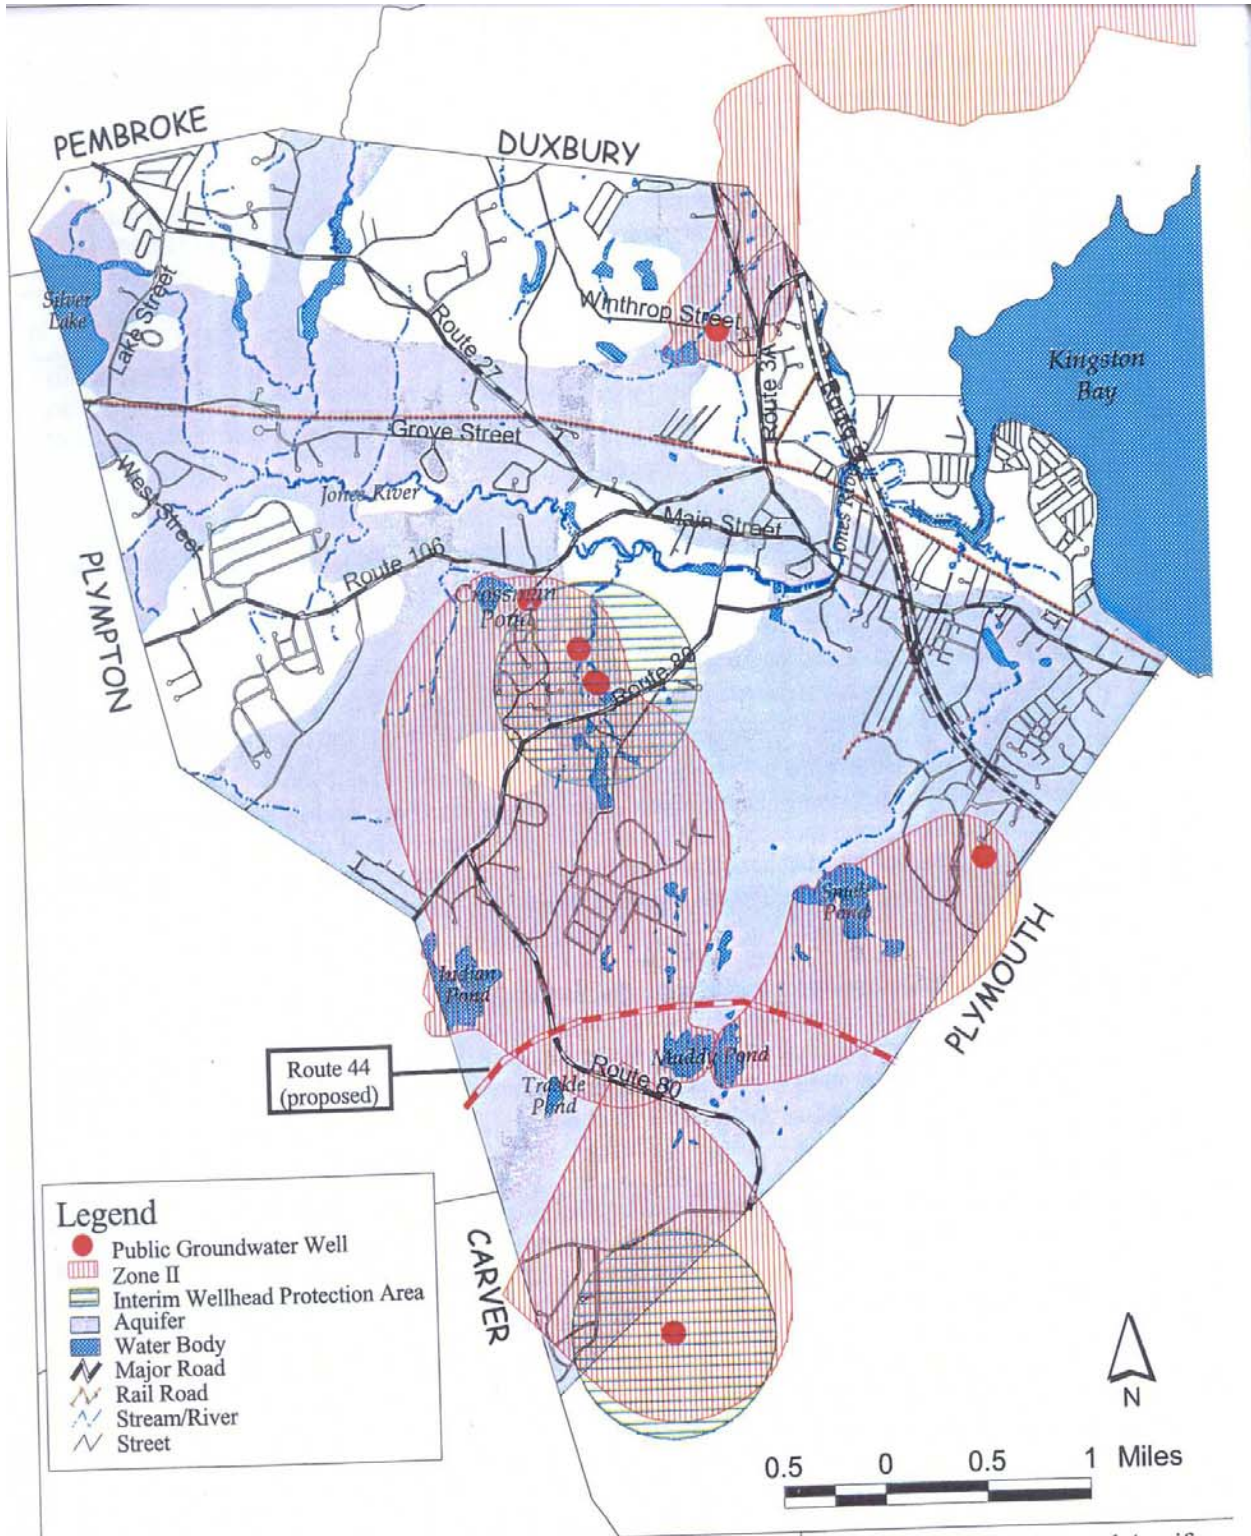 PEMBROKE
DUXBURY
Silver
Lake
Lake Street
Winthrop Street
Route 27
Route 3A
Route 3
Kingston
Bay
Grove Street
West Street
Jones River
Main Street
Jones River
Route 106
PLYMPTON
Crossman
Pond
Route 80
Smelt
Pond
Indian
Pond
PLYMOUTH
Muddy Pond
Route 44
(proposed)
Route 80
Trackle
Pond
CARVER
Legend
Public Groundwater Well
Zone II
Interim Wellhead Protection Area
Aquifer
Water Body
Major Road
Rail Road
Stream/River
Street
N
0.5 0 0.5 1 Miles